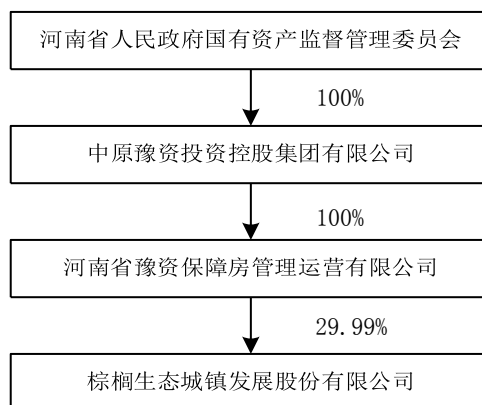 河南省人民政府国有资产监督管理委员会
100%
中原豫资投资控股集团有限公司
100%
河南省豫资保障房管理运营有限公司
29.99%
棕榈生态城镇发展股份有限公司